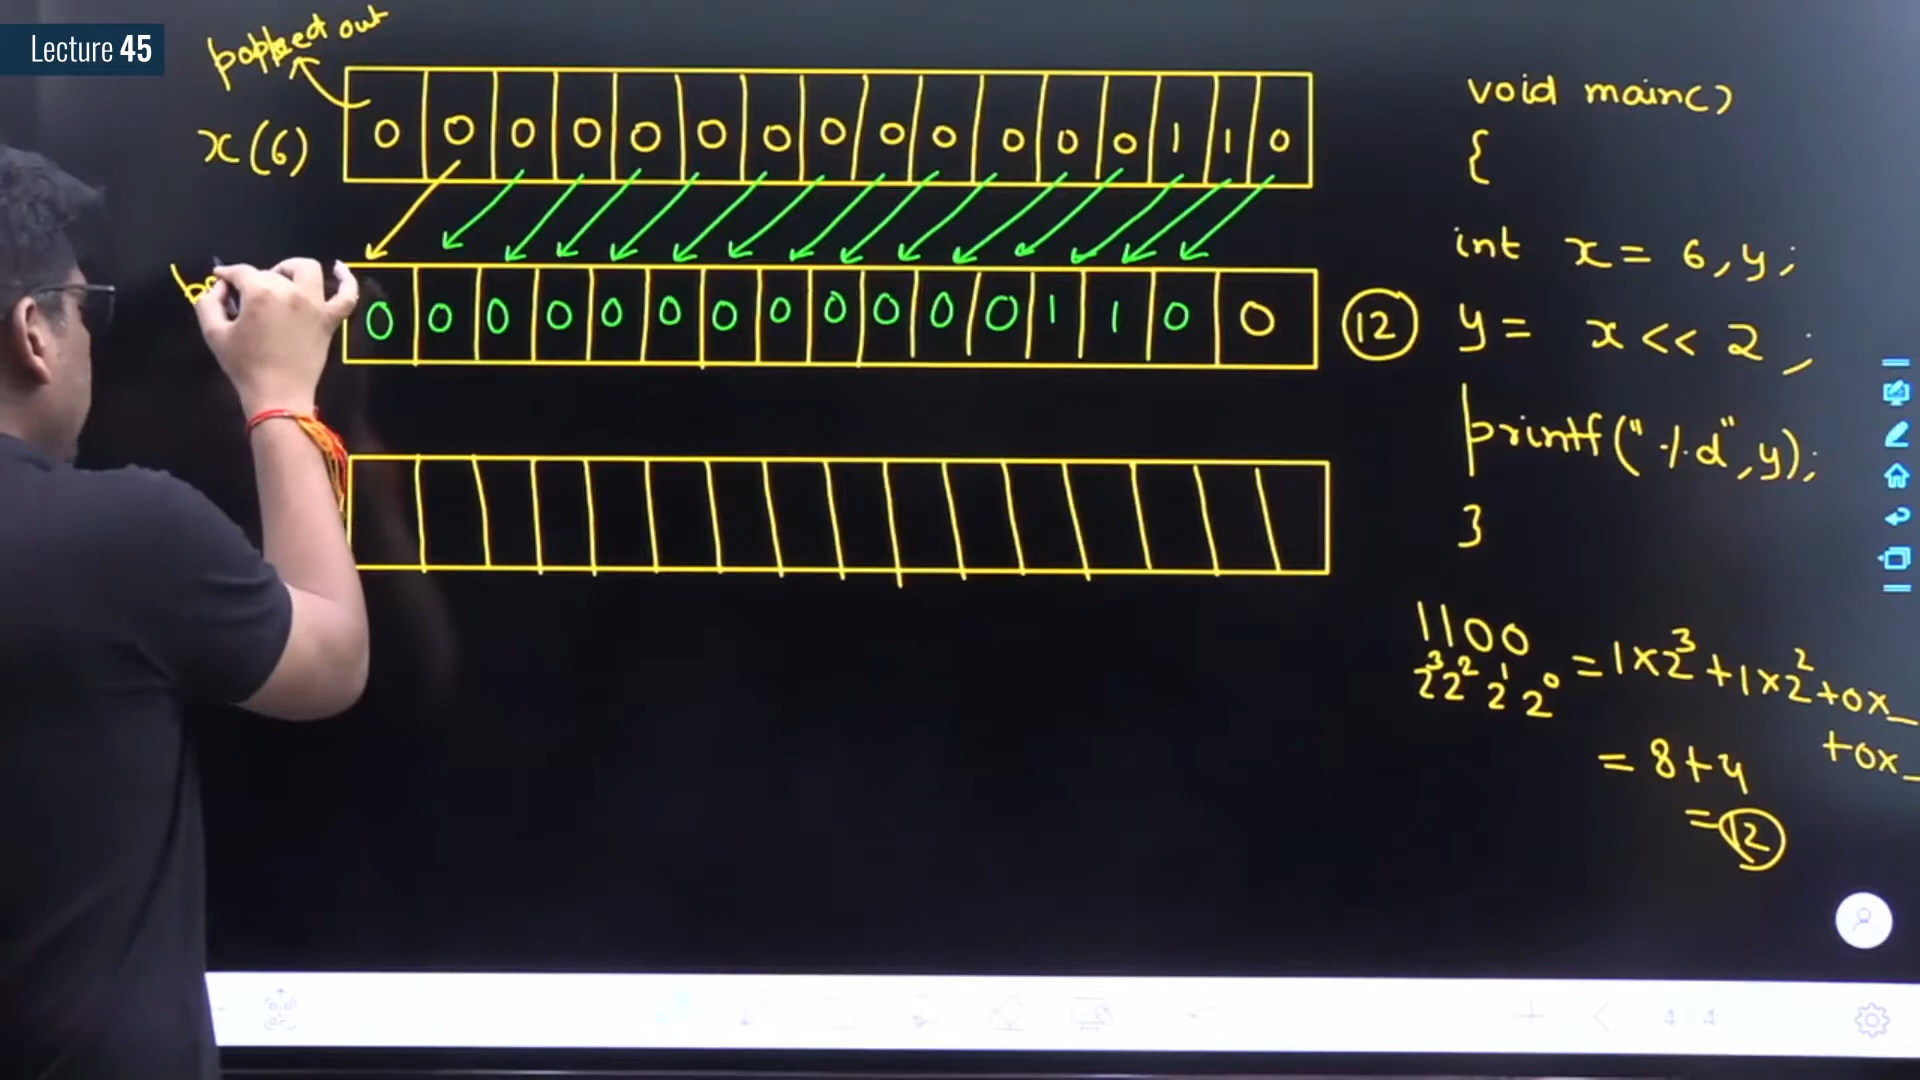 Lecture 45
popped out
x(6)
0 0 0 0 0 0 0 0 0 0 0 0 0 1 1 0
0 0 0 0 0 0 0 0 0 0 0 0 1 1 0 0
12
void main()
{
int x = 6, y;
y = x << 2 ;
printf("%d", y);
}
1100 = 1×2³ + 1×2² + 0×_
2³ 2² 2¹ 2⁰
+0×_
= 8+4
= 12
4 / 4